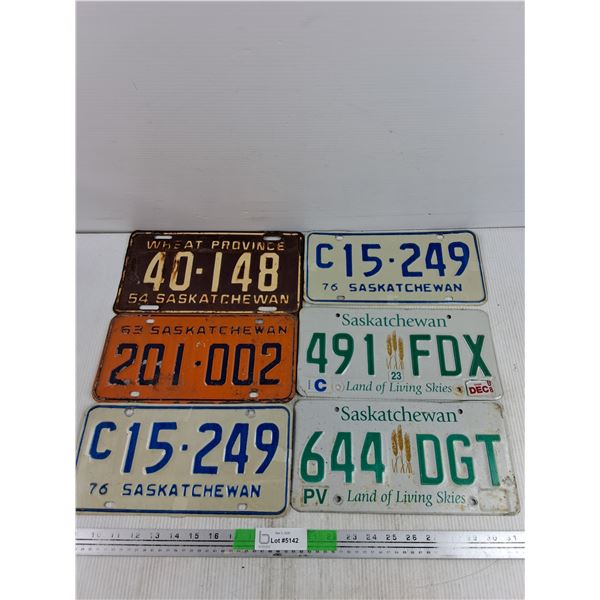 WHEAT PROVINCE
40·148
54 SASKATCHEWAN
C15·249
76 SASKATCHEWAN
63 SASKATCHEWAN
201·002
Saskatchewan
491 FDX
23
C
DEC
Land of Living Skies
C15·249
76 SASKATCHEWAN
Saskatchewan
644 DGT
PV
Land of Living Skies
Lot #5142